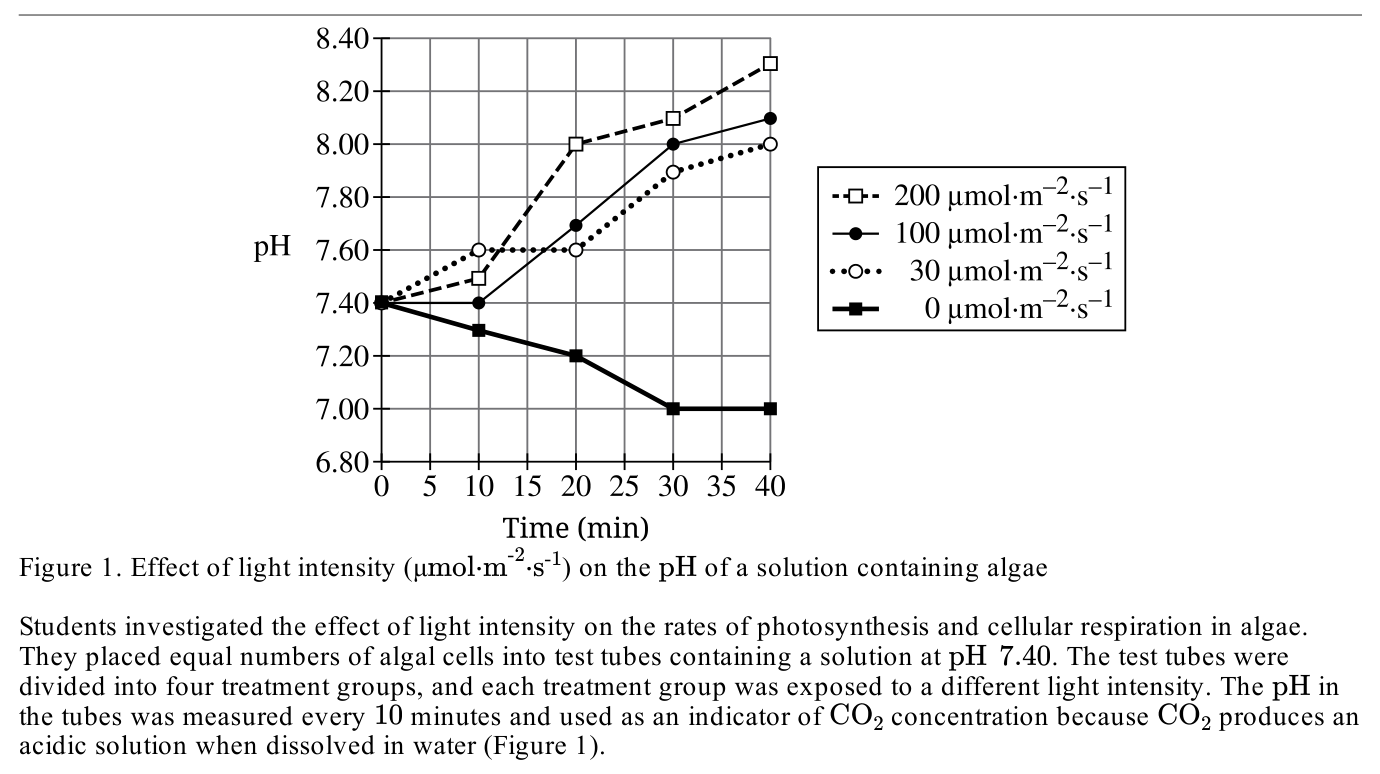 8.40
8.20
8.00
7.80
pH 7.60
7.40
7.20
7.00
6.80
0 5 10 15 20 25 30 35 40
Time (min)
200 µmol·m⁻²·s⁻¹
100 µmol·m⁻²·s⁻¹
30 µmol·m⁻²·s⁻¹
0 µmol·m⁻²·s⁻¹
Figure 1. Effect of light intensity (µmol·m⁻²·s⁻¹) on the pH of a solution containing algae
Students investigated the effect of light intensity on the rates of photosynthesis and cellular respiration in algae.
They placed equal numbers of algal cells into test tubes containing a solution at pH 7.40. The test tubes were
divided into four treatment groups, and each treatment group was exposed to a different light intensity. The pH in
the tubes was measured every 10 minutes and used as an indicator of CO₂ concentration because CO₂ produces an
acidic solution when dissolved in water (Figure 1).